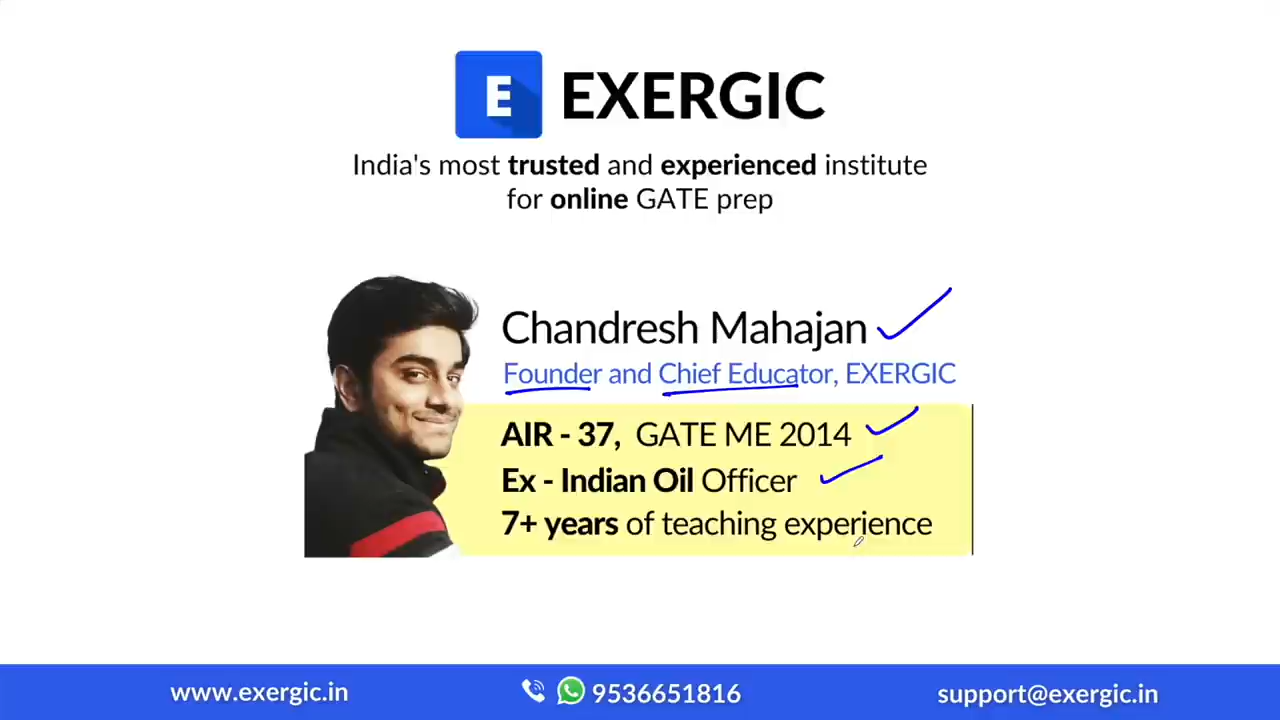 E EXERGIC
India's most trusted and experienced institute
for online GATE prep
Chandresh Mahajan
Founder and Chief Educator, EXERGIC
AIR - 37, GATE ME 2014
Ex - Indian Oil Officer
7+ years of teaching experience
www.exergic.in 9536651816 support@exergic.in